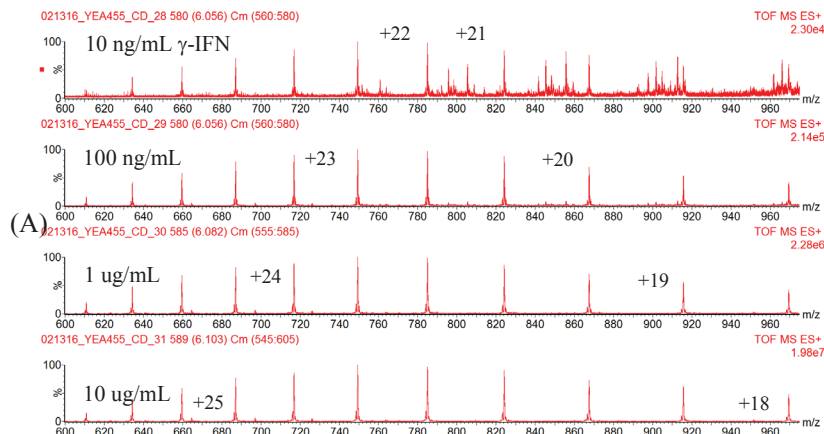 021316_YEA455_CD_28 580 (6.056) Cm (560:580) TOF MS ES+
2.30e4
10 ng/mL γ-IFN +22 +21
100
%
0
600 620 640 660 680 700 720 740 760 780 800 820 840 860 880 900 920 940 960 m/z
021316_YEA455_CD_29 580 (6.056) Cm (560:580) TOF MS ES+
2.14e5
100 ng/mL +23 +20
100
%
0
600 620 640 660 680 700 720 740 760 780 800 820 840 860 880 900 920 940 960 m/z
(A)
021316_YEA455_CD_30 585 (6.082) Cm (555:585) TOF MS ES+
2.28e6
1 ug/mL +24 +19
100
%
0
600 620 640 660 680 700 720 740 760 780 800 820 840 860 880 900 920 940 960 m/z
021316_YEA455_CD_31 589 (6.103) Cm (545:605) TOF MS ES+
1.98e7
10 ug/mL +25 +18
100
%
0
600 620 640 660 680 700 720 740 760 780 800 820 840 860 880 900 920 940 960 m/z